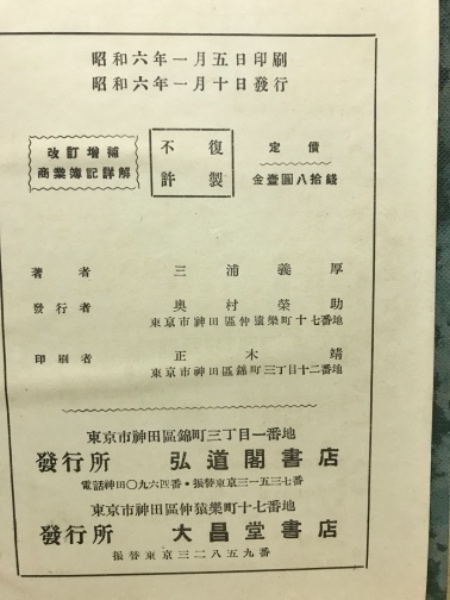 昭和六年一月五日印刷
昭和六年一月十日發行
改訂增補
商業簿記詳解
不復
許製
定價
金壹圓八拾錢
著者 三浦義厚
發行者 奧村榮助
東京市神田區仲猿樂町十七番地
印刷者 正木靖
東京市神田區錦町三丁目十二番地
東京市神田區錦町三丁目一番地
發行所 弘道閣書店
電話神田〇九六四番・振替東京三一五三七番
東京市神田區仲猿樂町十七番地
發行所 大昌堂書店
振替東京三二八五九番